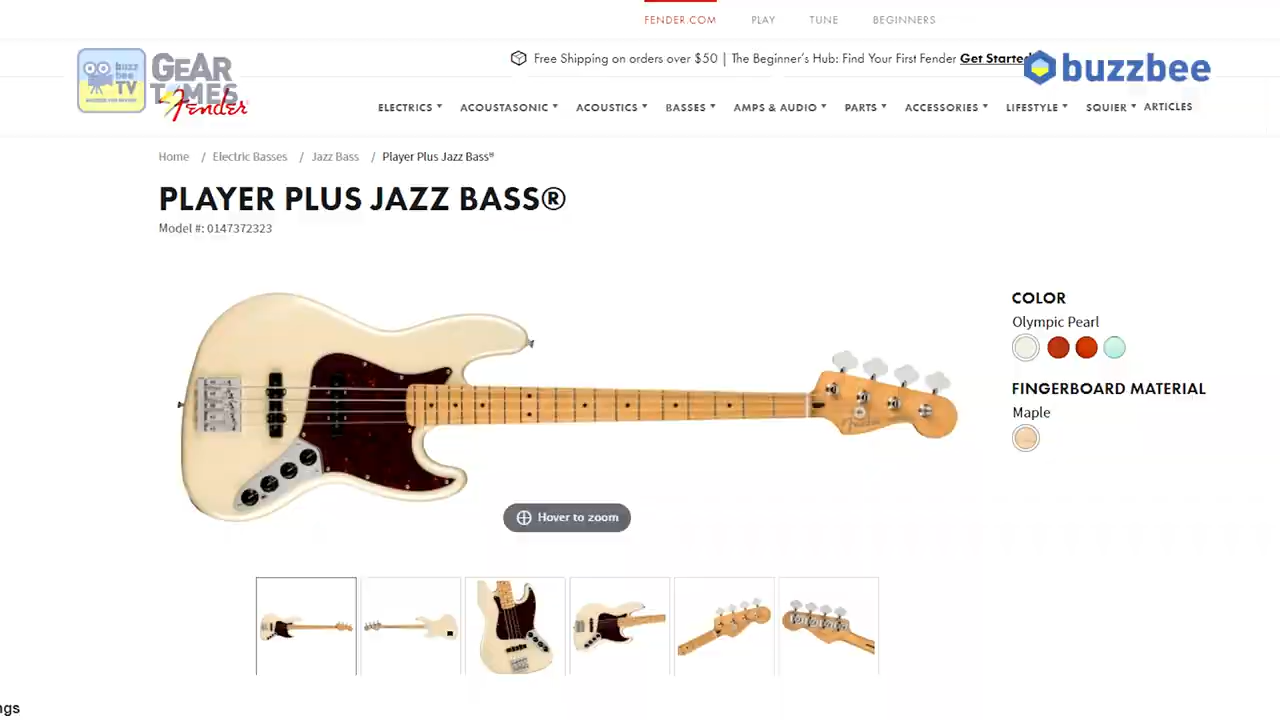 FENDER.COM PLAY TUNE BEGINNERS
Free Shipping on orders over $50 | The Beginner's Hub: Find Your First Fender Get Started
buzz bee TV
GEAR TIMES
Fender
buzzbee
ELECTRICS ACOUSTASONIC ACOUSTICS BASSES AMPS & AUDIO PARTS ACCESSORIES LIFESTYLE SQUIER ARTICLES
Home / Electric Basses / Jazz Bass / Player Plus Jazz Bass®
PLAYER PLUS JAZZ BASS®
Model #: 0147372323
COLOR
Olympic Pearl
FINGERBOARD MATERIAL
Maple
Fender
Hover to zoom
ngs